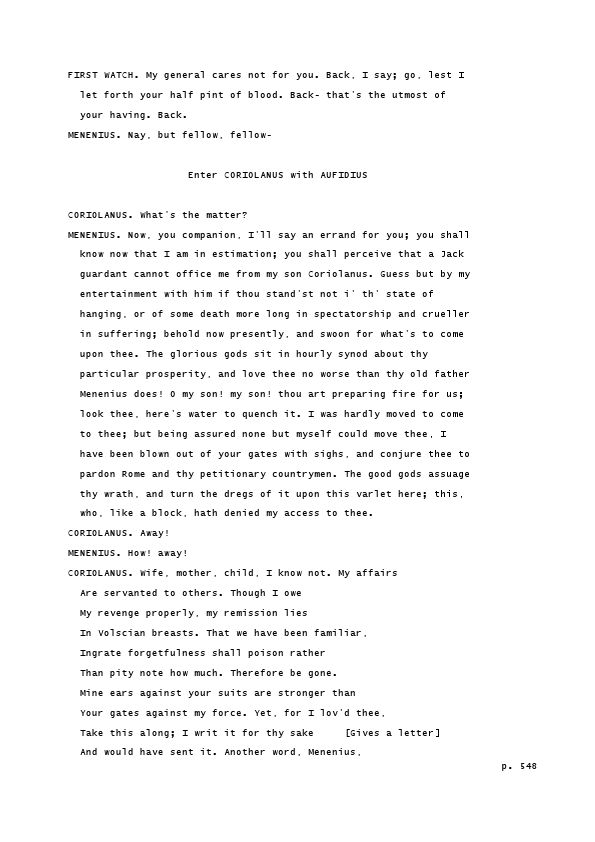 FIRST WATCH. My general cares not for you. Back, I say; go, lest I
let forth your half pint of blood. Back- that's the utmost of
your having. Back.
MENENIUS. Nay, but fellow, fellow-
Enter CORIOLANUS with AUFIDIUS
CORIOLANUS. What's the matter?
MENENIUS. Now, you companion, I'll say an errand for you; you shall
know now that I am in estimation; you shall perceive that a Jack
guardant cannot office me from my son Coriolanus. Guess but by my
entertainment with him if thou stand'st not i' th' state of
hanging, or of some death more long in spectatorship and crueller
in suffering; behold now presently, and swoon for what's to come
upon thee. The glorious gods sit in hourly synod about thy
particular prosperity, and love thee no worse than thy old father
Menenius does! O my son! my son! thou art preparing fire for us;
look thee, here's water to quench it. I was hardly moved to come
to thee; but being assured none but myself could move thee, I
have been blown out of your gates with sighs, and conjure thee to
pardon Rome and thy petitionary countrymen. The good gods assuage
thy wrath, and turn the dregs of it upon this varlet here; this,
who, like a block, hath denied my access to thee.
CORIOLANUS. Away!
MENENIUS. How! away!
CORIOLANUS. Wife, mother, child, I know not. My affairs
Are servanted to others. Though I owe
My revenge properly, my remission lies
In Volscian breasts. That we have been familiar,
Ingrate forgetfulness shall poison rather
Than pity note how much. Therefore be gone.
Mine ears against your suits are stronger than
Your gates against my force. Yet, for I lov'd thee,
Take this along; I writ it for thy sake [Gives a letter]
And would have sent it. Another word, Menenius,
p. 548